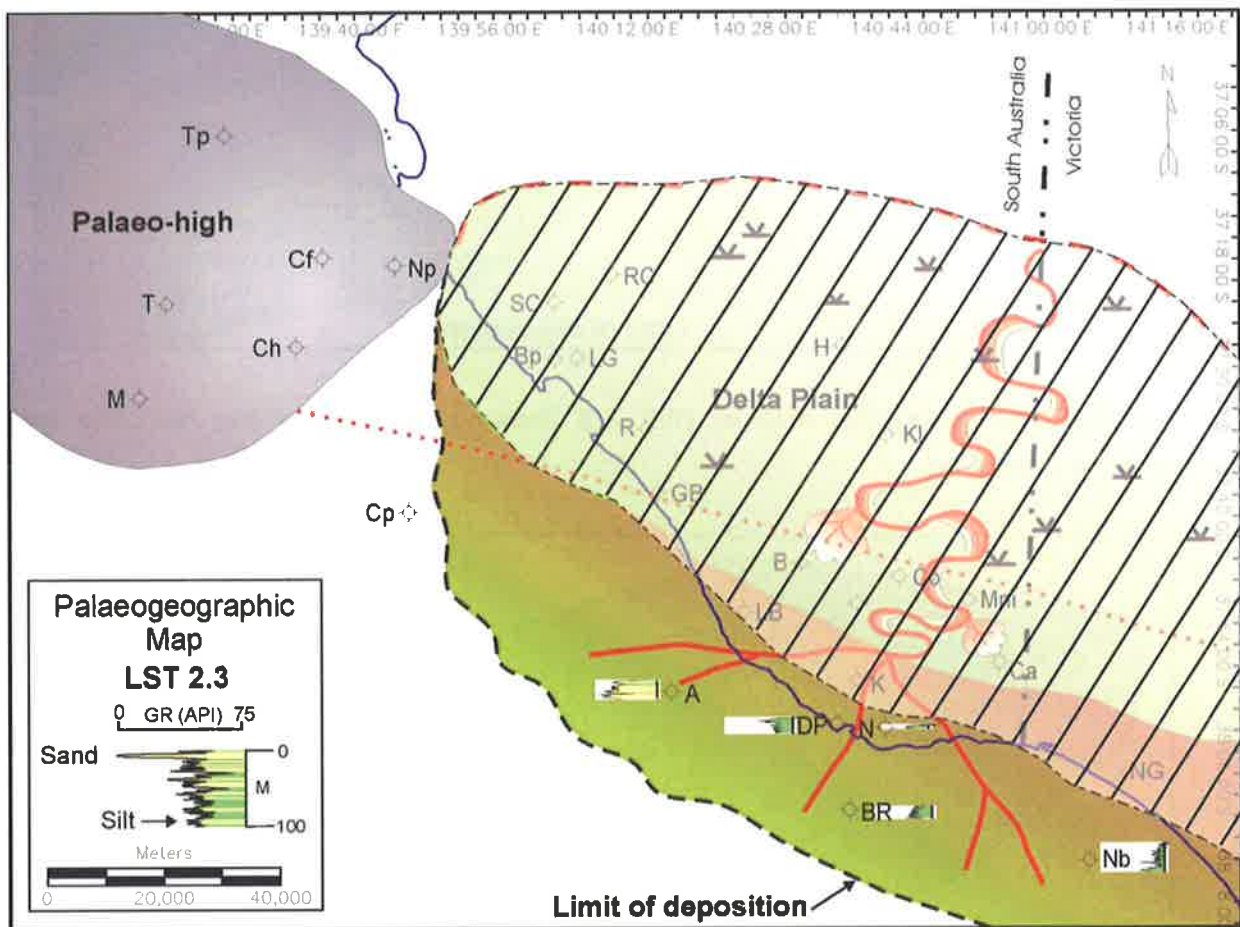 139 40 00 E
139 56 00 E
140 12 00 E
140 28 00 E
140 44 00 E
141 00 00 E
141 16 00 E
South Australia
Victoria
N
37 06 00 S
37 18 00 S
Tp
Palaeo-high
Cf
Np
T
Ch
M
RC
SC
Bp
LG
H
Delta Plain
R
Kl
GB
Cp
B
Co
LB
Mni
Ca
K
A
DP
N
NG
BR
Nb
Limit of deposition
Palaeogeographic
Map
LST 2.3
0 GR (API) 75
Sand
0
M
Silt
100
Meters
0 20,000 40,000